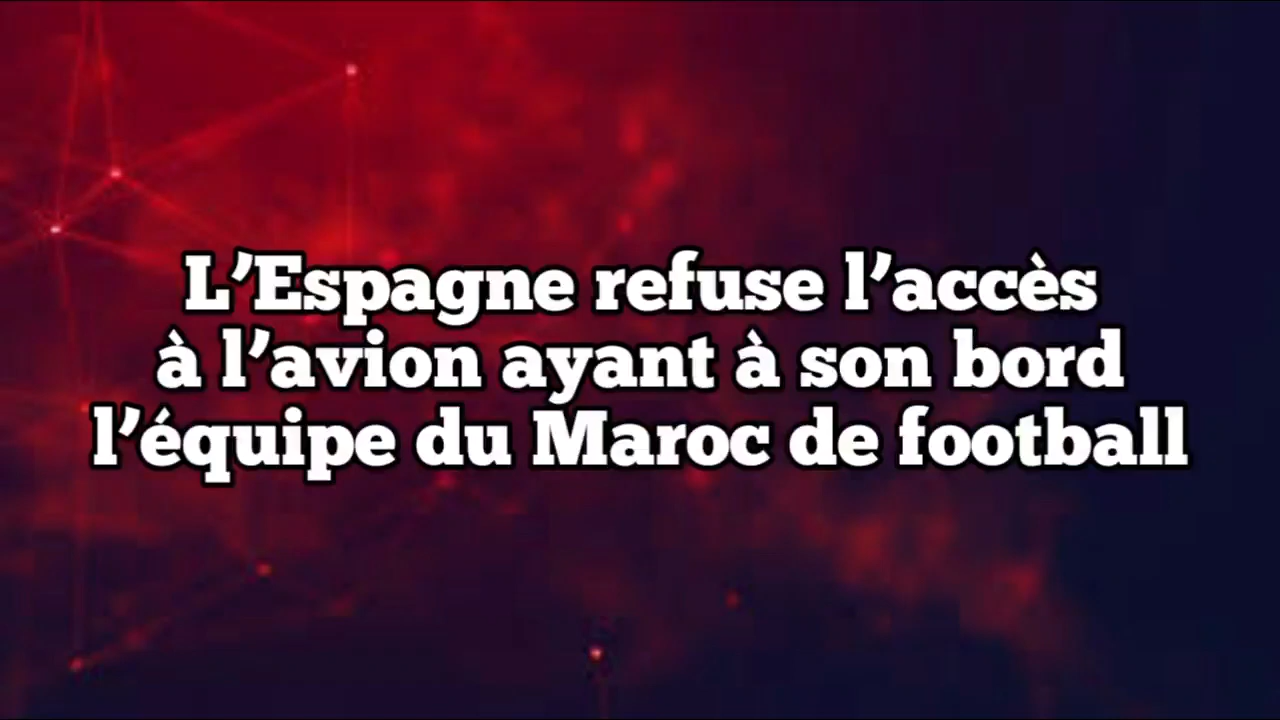 L’Espagne refuse l’accès
à l’avion ayant à son bord
l’équipe du Maroc de football